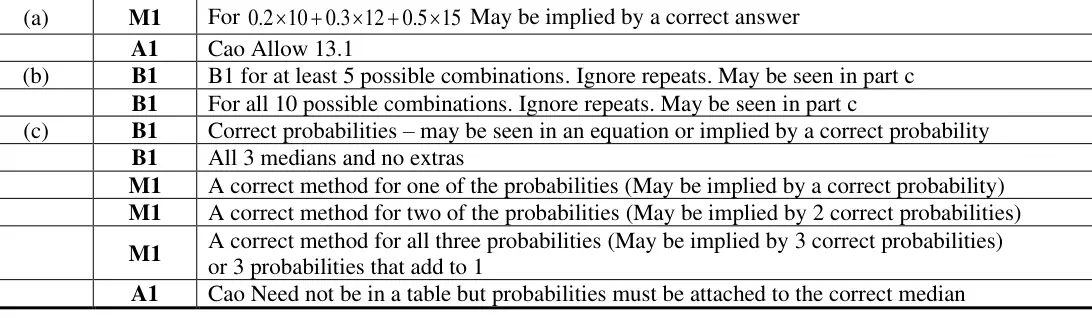 (a) M1 For 0.2×10+0.3×12+0.5×15 May be implied by a correct answer
A1 Cao Allow 13.1
(b) B1 B1 for at least 5 possible combinations. Ignore repeats. May be seen in part c
B1 For all 10 possible combinations. Ignore repeats. May be seen in part c
(c) B1 Correct probabilities – may be seen in an equation or implied by a correct probability
B1 All 3 medians and no extras
M1 A correct method for one of the probabilities (May be implied by a correct probability)
M1 A correct method for two of the probabilities (May be implied by 2 correct probabilities)
M1 A correct method for all three probabilities (May be implied by 3 correct probabilities)
or 3 probabilities that add to 1
A1 Cao Need not be in a table but probabilities must be attached to the correct median